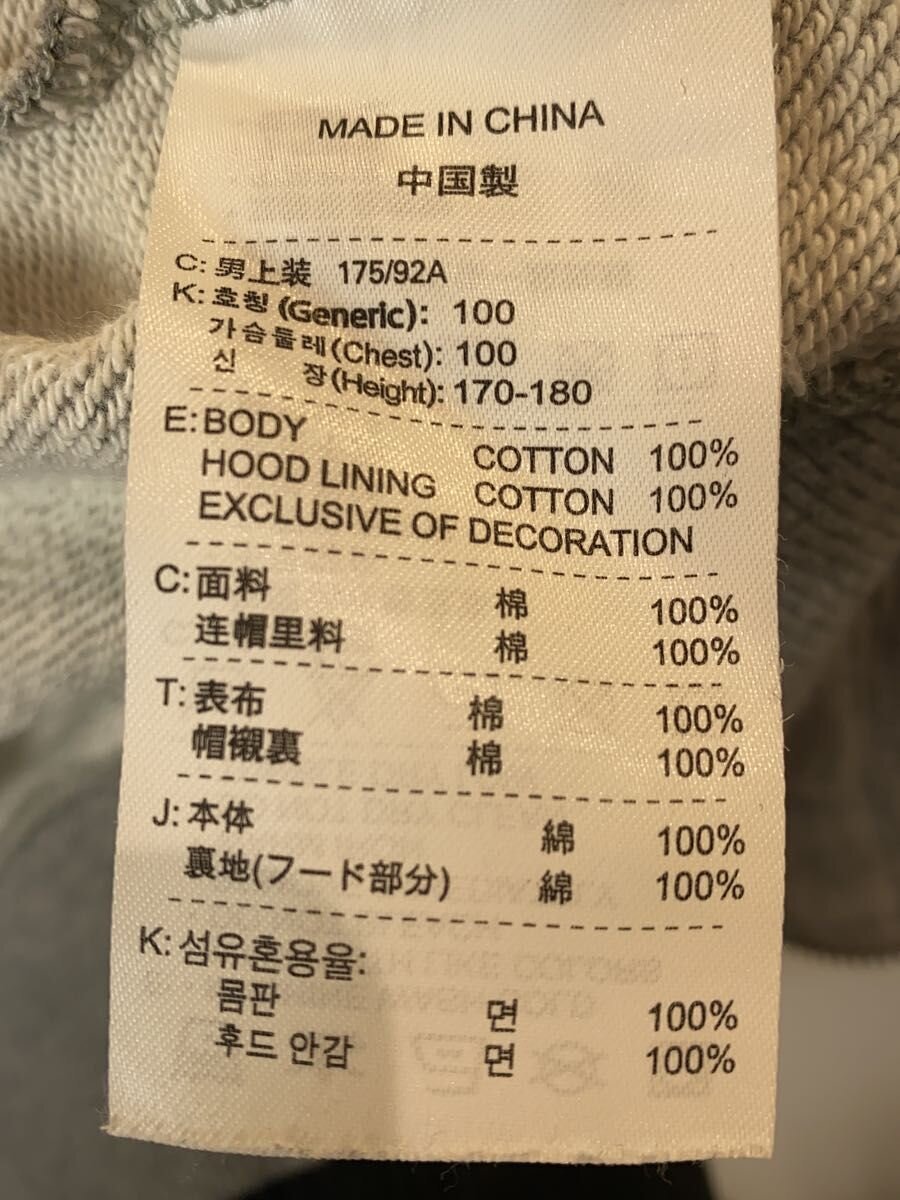 MADE IN CHINA
中国製
C: 男上装 175/92A
K: 호칭 (Generic): 100
가슴둘레(Chest): 100
신 장(Height): 170-180
E: BODY COTTON 100%
HOOD LINING COTTON 100%
EXCLUSIVE OF DECORATION
C: 面料 棉 100%
连帽里料 棉 100%
T: 表布 棉 100%
帽襯裏 棉 100%
J: 本体 綿 100%
裏地(フード部分) 綿 100%
K: 섬유혼용율:
몸판 면 100%
후드 안감 면 100%